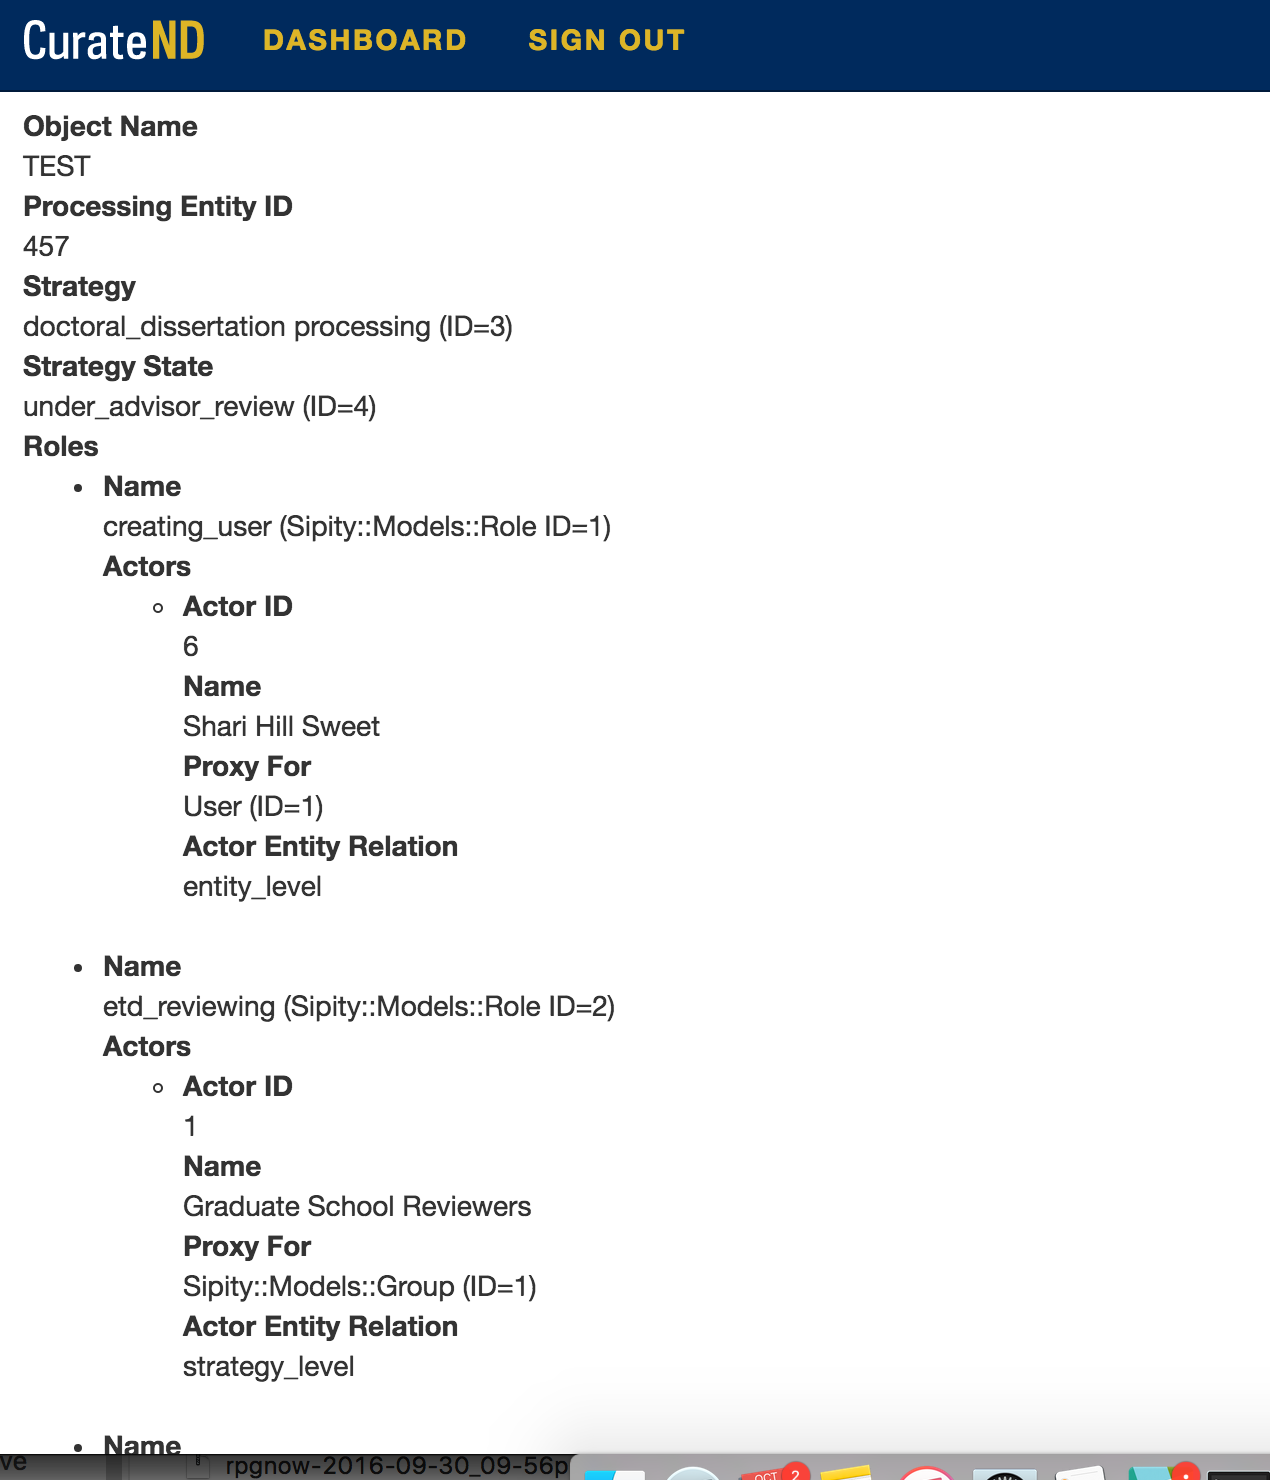 CurateND DASHBOARD SIGN OUT
Object Name
TEST
Processing Entity ID
457
Strategy
doctoral_dissertation processing (ID=3)
Strategy State
under_advisor_review (ID=4)
Roles
Name
creating_user (Sipity::Models::Role ID=1)
Actors
Actor ID
6
Name
Shari Hill Sweet
Proxy For
User (ID=1)
Actor Entity Relation
entity_level
Name
etd_reviewing (Sipity::Models::Role ID=2)
Actors
Actor ID
1
Name
Graduate School Reviewers
Proxy For
Sipity::Models::Group (ID=1)
Actor Entity Relation
strategy_level
Name
ve rpgnow-2016-09-30_09-56p
OCT 2